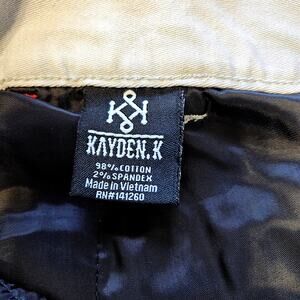 KAYDEN.K
98% COTTON
2% SPANDEX
Made in Vietnam
RN#141260